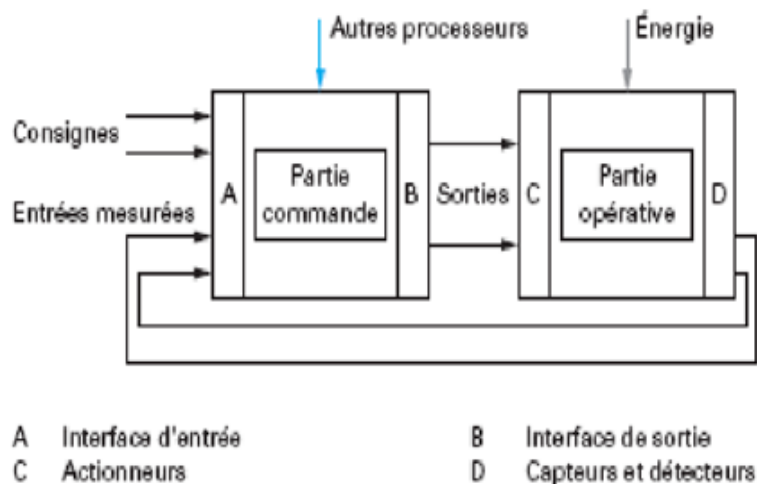 Autres processeurs
Énergie
Consignes
Entrées mesurées
A
Partie
commande
B
Sorties
C
Partie
opérative
D
A Interface d'entrée
B Interface de sortie
C Actionneurs
D Capteurs et détecteurs